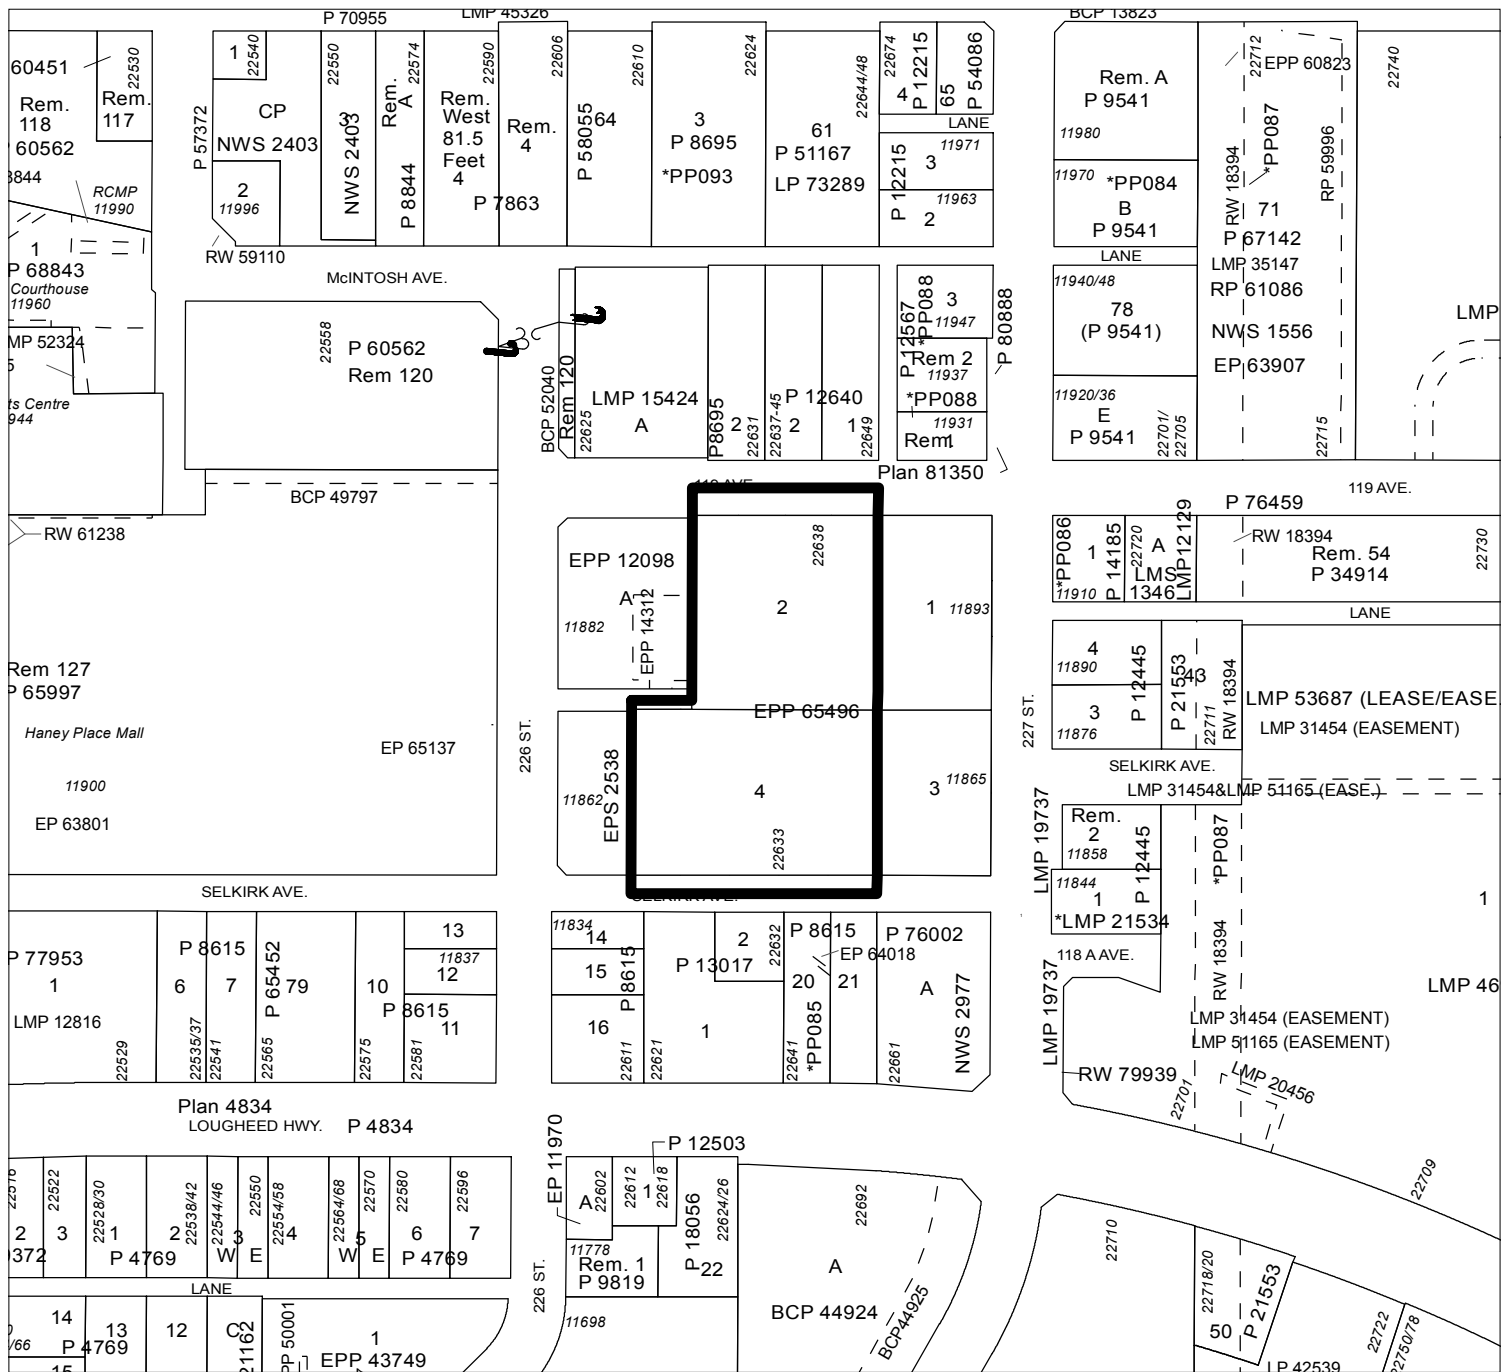 P 70955
LMP 45326
BCP 13823
60451
22530
Rem.
118
Rem.
117
60562
3844
RCMP
11990
1
P 68843
Courthouse
11960
MP 52324
5
ts Centre
944
P 57372
1
22540
CP
NWS 2403
2
11996
RW 59110
22550
3
NWS 2403
22574
Rem.
A
P 8844
22590
Rem.
West
81.5
Feet
4
P 7863
22606
Rem.
4
22610
P 58055
64
22624
3
P 8695
*PP093
22644/48
61
P 51167
LP 73289
22674
4
P 12215
65
P 54086
LANE
11971
3
P 12215
11963
2
Rem. A
P 9541
11980
11970
*PP084
B
P 9541
LANE
11940/48
78
(P 9541)
11920/36
E
P 9541
22701/
22705
22712
EPP 60823
*PP087
RW 18394
RP 59996
71
P 67142
LMP 35147
RP 61086
NWS 1556
EP 63907
22715
22740
LMP
McINTOSH AVE.
22558
P 60562
Rem 120
BCP 52040
Rem 120
22625
LMP 15424
A
P8695
2
22631
22637-45
P 12640
2
1
22649
P 12567
*PP088
3
11947
Rem 2
11937
*PP088
11931
Rem
1
P 80888
Plan 81350
BCP 49797
RW 61238
119 AVE.
P 76459
EPP 12098
A
11882
EPP 14312
22638
2
1
11893
EPP 65496
*PP086
1
11910
P 14185
22720
A
LMS
1346
LMP12129
RW 18394
Rem. 54
P 34914
22730
LANE
Rem 127
P 65997
Haney Place Mall
11900
EP 63801
EP 65137
226 ST.
11862
EPS 2538
4
22633
3
11865
227 ST.
4
11890
3
11876
P 12445
P 21553
43
22711
RW 18394
LMP 53687 (LEASE/EASE
LMP 31454 (EASEMENT)
SELKIRK AVE.
LMP 31454&LMP 51165 (EASE.)
SELKIRK AVE.
SELKIRK AVE.
LMP 19737
Rem.
2
11858
P 12445
11844
1
*LMP 21534
118 A AVE.
*PP087
RW 18394
1
LMP 46
P 77953
1
LMP 12816
22529
P 8615
6
7
22535/37
22541
P 65452
79
22565
10
22575
13
11837
12
P 8615
11
22581
11834
14
15
16
P 8615
22611
22621
P 13017
1
2
22632
P 8615
EP 64018
20
21
22641
*PP085
P 76002
A
NWS 2977
22661
LMP 19737
RW 79939
LMP 31454 (EASEMENT)
LMP 51165 (EASEMENT)
LMP 20456
22701
22709
Plan 4834
LOUGHEED HWY.
P 4834
2
3
22522
22528/30
1
P 4769
2
22538/42
22544/46
3
W
E
22550
22554/58
4
22564/68
5
W
E
22570
22580
6
P 4769
22596
7
LANE
14
P 4769
13
12
C
/66
15
21162
PP 50001
1
EPP 43749
226 ST.
EP 11970
A
22602
22612
1
22618
P 12503
11778
Rem. 1
P 9819
P 18056
22
22624/26
11698
22692
A
BCP 44924
BCP44925
22710
22718/20
50
P 21553
22722
22750/78
LP 42539